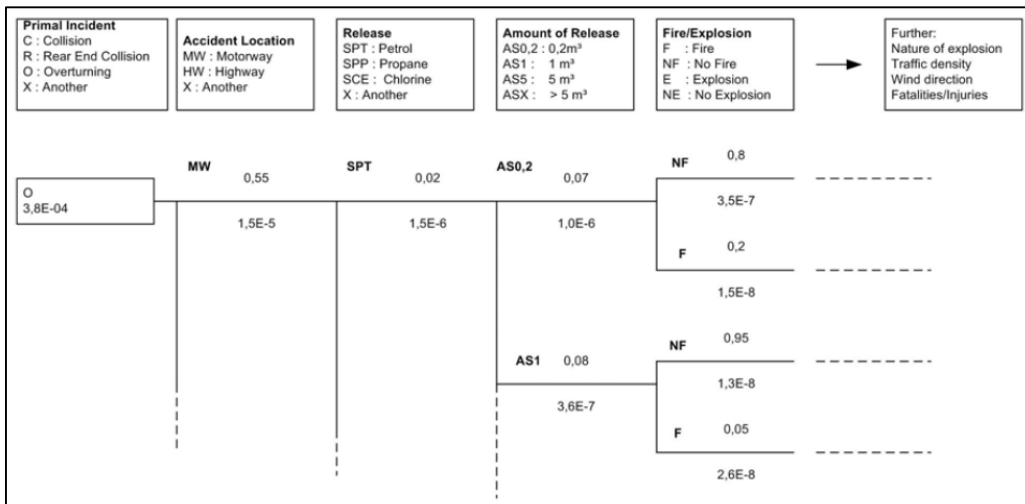 Primal Incident
C : Collision
R : Rear End Collision
O : Overturning
X : Another
Accident Location
MW : Motorway
HW : Highway
X : Another
Release
SPT : Petrol
SPP : Propane
SCE : Chlorine
X : Another
Amount of Release
AS0,2 : 0,2m³
AS1 : 1 m³
AS5 : 5 m³
ASX : > 5 m³
Fire/Explosion
F : Fire
NF : No Fire
E : Explosion
NE : No Explosion
Further:
Nature of explosion
Traffic density
Wind direction
Fatalities/Injuries
O
3,8E-04
MW 0,55
1,5E-5
SPT 0,02
1,5E-6
AS0,2 0,07
1,0E-6
NF 0,8
3,5E-7
F 0,2
1,5E-8
AS1 0,08
3,6E-7
NF 0,95
1,3E-8
F 0,05
2,6E-8